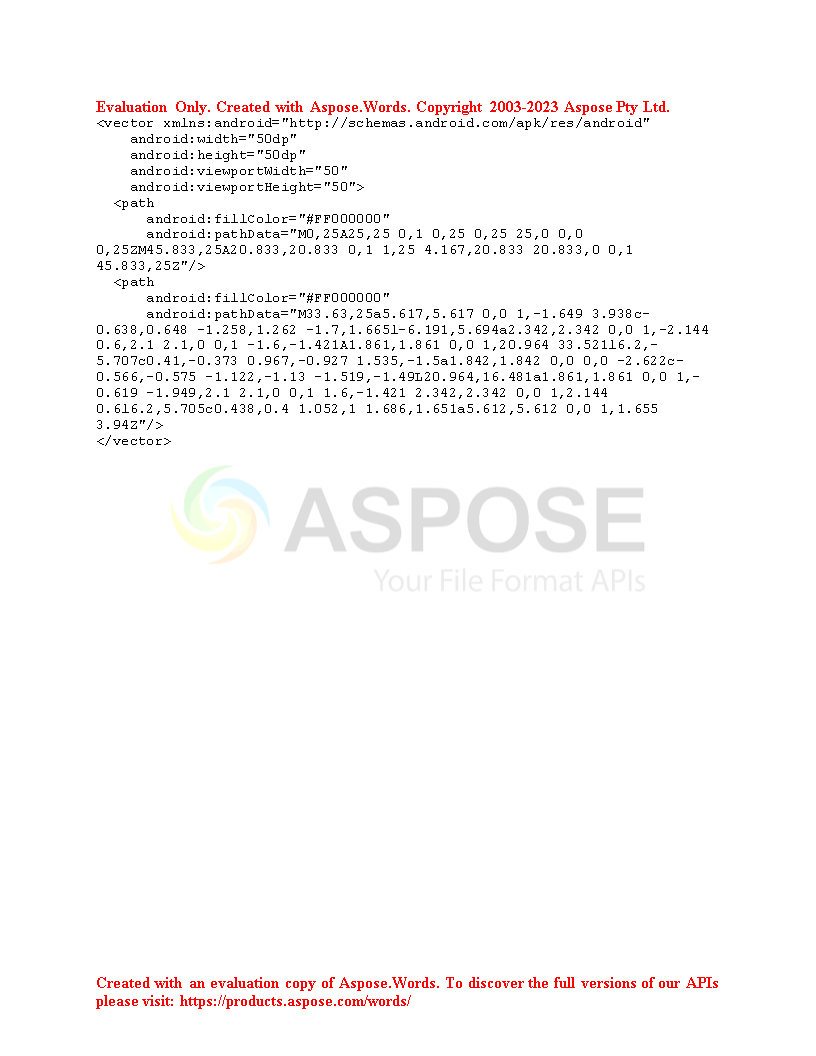 Evaluation Only. Created with Aspose.Words. Copyright 2003-2023 Aspose Pty Ltd.
<vector xmlns:android="http://schemas.android.com/apk/res/android"
    android:width="50dp"
    android:height="50dp"
    android:viewportWidth="50"
    android:viewportHeight="50">
  <path
      android:fillColor="#FF000000"
      android:pathData="M0,25A25,25 0,1 0,25 0,25 25,0 0,0
0,25ZM45.833,25A20.833,20.833 0,1 1,25 4.167,20.833 20.833,0 0,1
45.833,25Z"/>
  <path
      android:fillColor="#FF000000"
      android:pathData="M33.63,25a5.617,5.617 0,0 1,-1.649 3.938c-
0.638,0.648 -1.258,1.262 -1.7,1.665l-6.191,5.694a2.342,2.342 0,0 1,-2.144
0.6,2.1 2.1,0 0,1 -1.6,-1.421A1.861,1.861 0,0 1,20.964 33.521l6.2,-
5.707c0.41,-0.373 0.967,-0.927 1.535,-1.5a1.842,1.842 0,0 0,0 -2.622c-
0.566,-0.575 -1.122,-1.13 -1.519,-1.49L20.964,16.481a1.861,1.861 0,0 1,-
0.619 -1.949,2.1 2.1,0 0,1 1.6,-1.421 2.342,2.342 0,0 1,2.144
0.6l6.2,5.705c0.438,0.4 1.052,1 1.686,1.651a5.612,5.612 0,0 1,1.655
3.94Z"/>
</vector>
ASPOSE
Your File Format APIs
Created with an evaluation copy of Aspose.Words. To discover the full versions of our APIs
please visit: https://products.aspose.com/words/